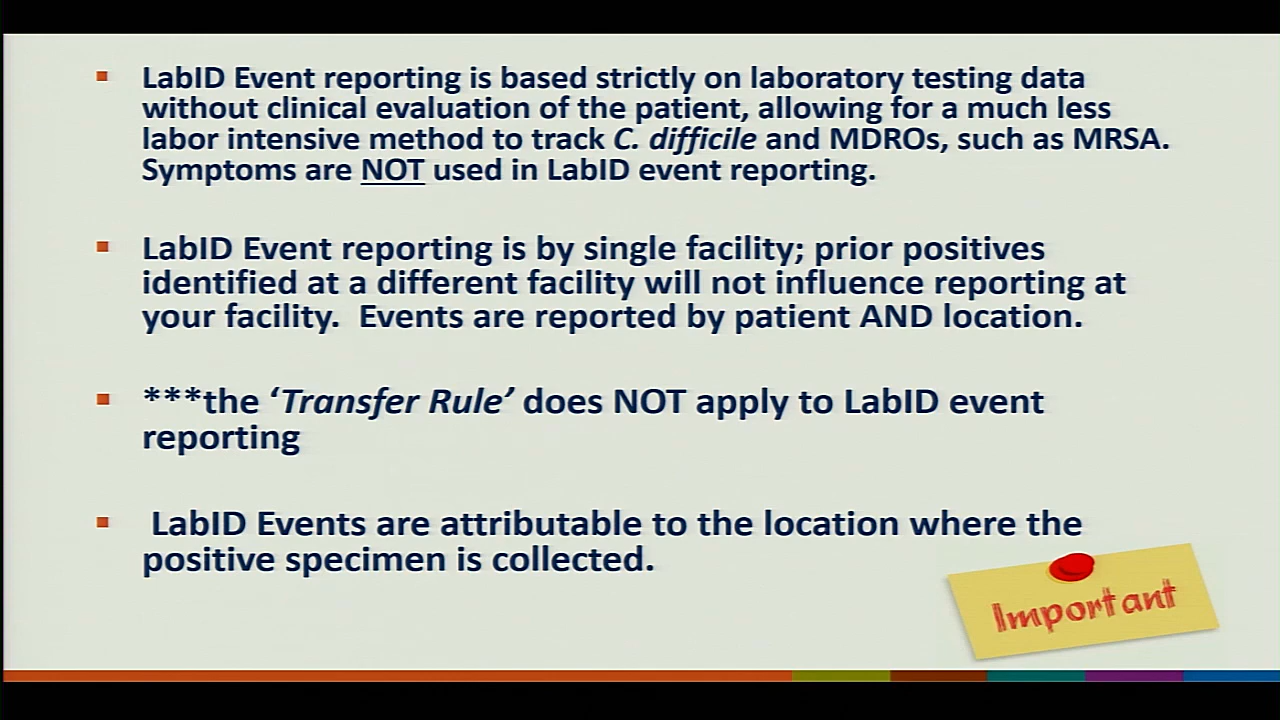 LabID Event reporting is based strictly on laboratory testing data
without clinical evaluation of the patient, allowing for a much less
labor intensive method to track C. difficile and MDROs, such as MRSA.
Symptoms are NOT used in LabID event reporting.
LabID Event reporting is by single facility; prior positives
identified at a different facility will not influence reporting at
your facility.  Events are reported by patient AND location.
***the ‘Transfer Rule’ does NOT apply to LabID event
reporting
LabID Events are attributable to the location where the
positive specimen is collected.
Important